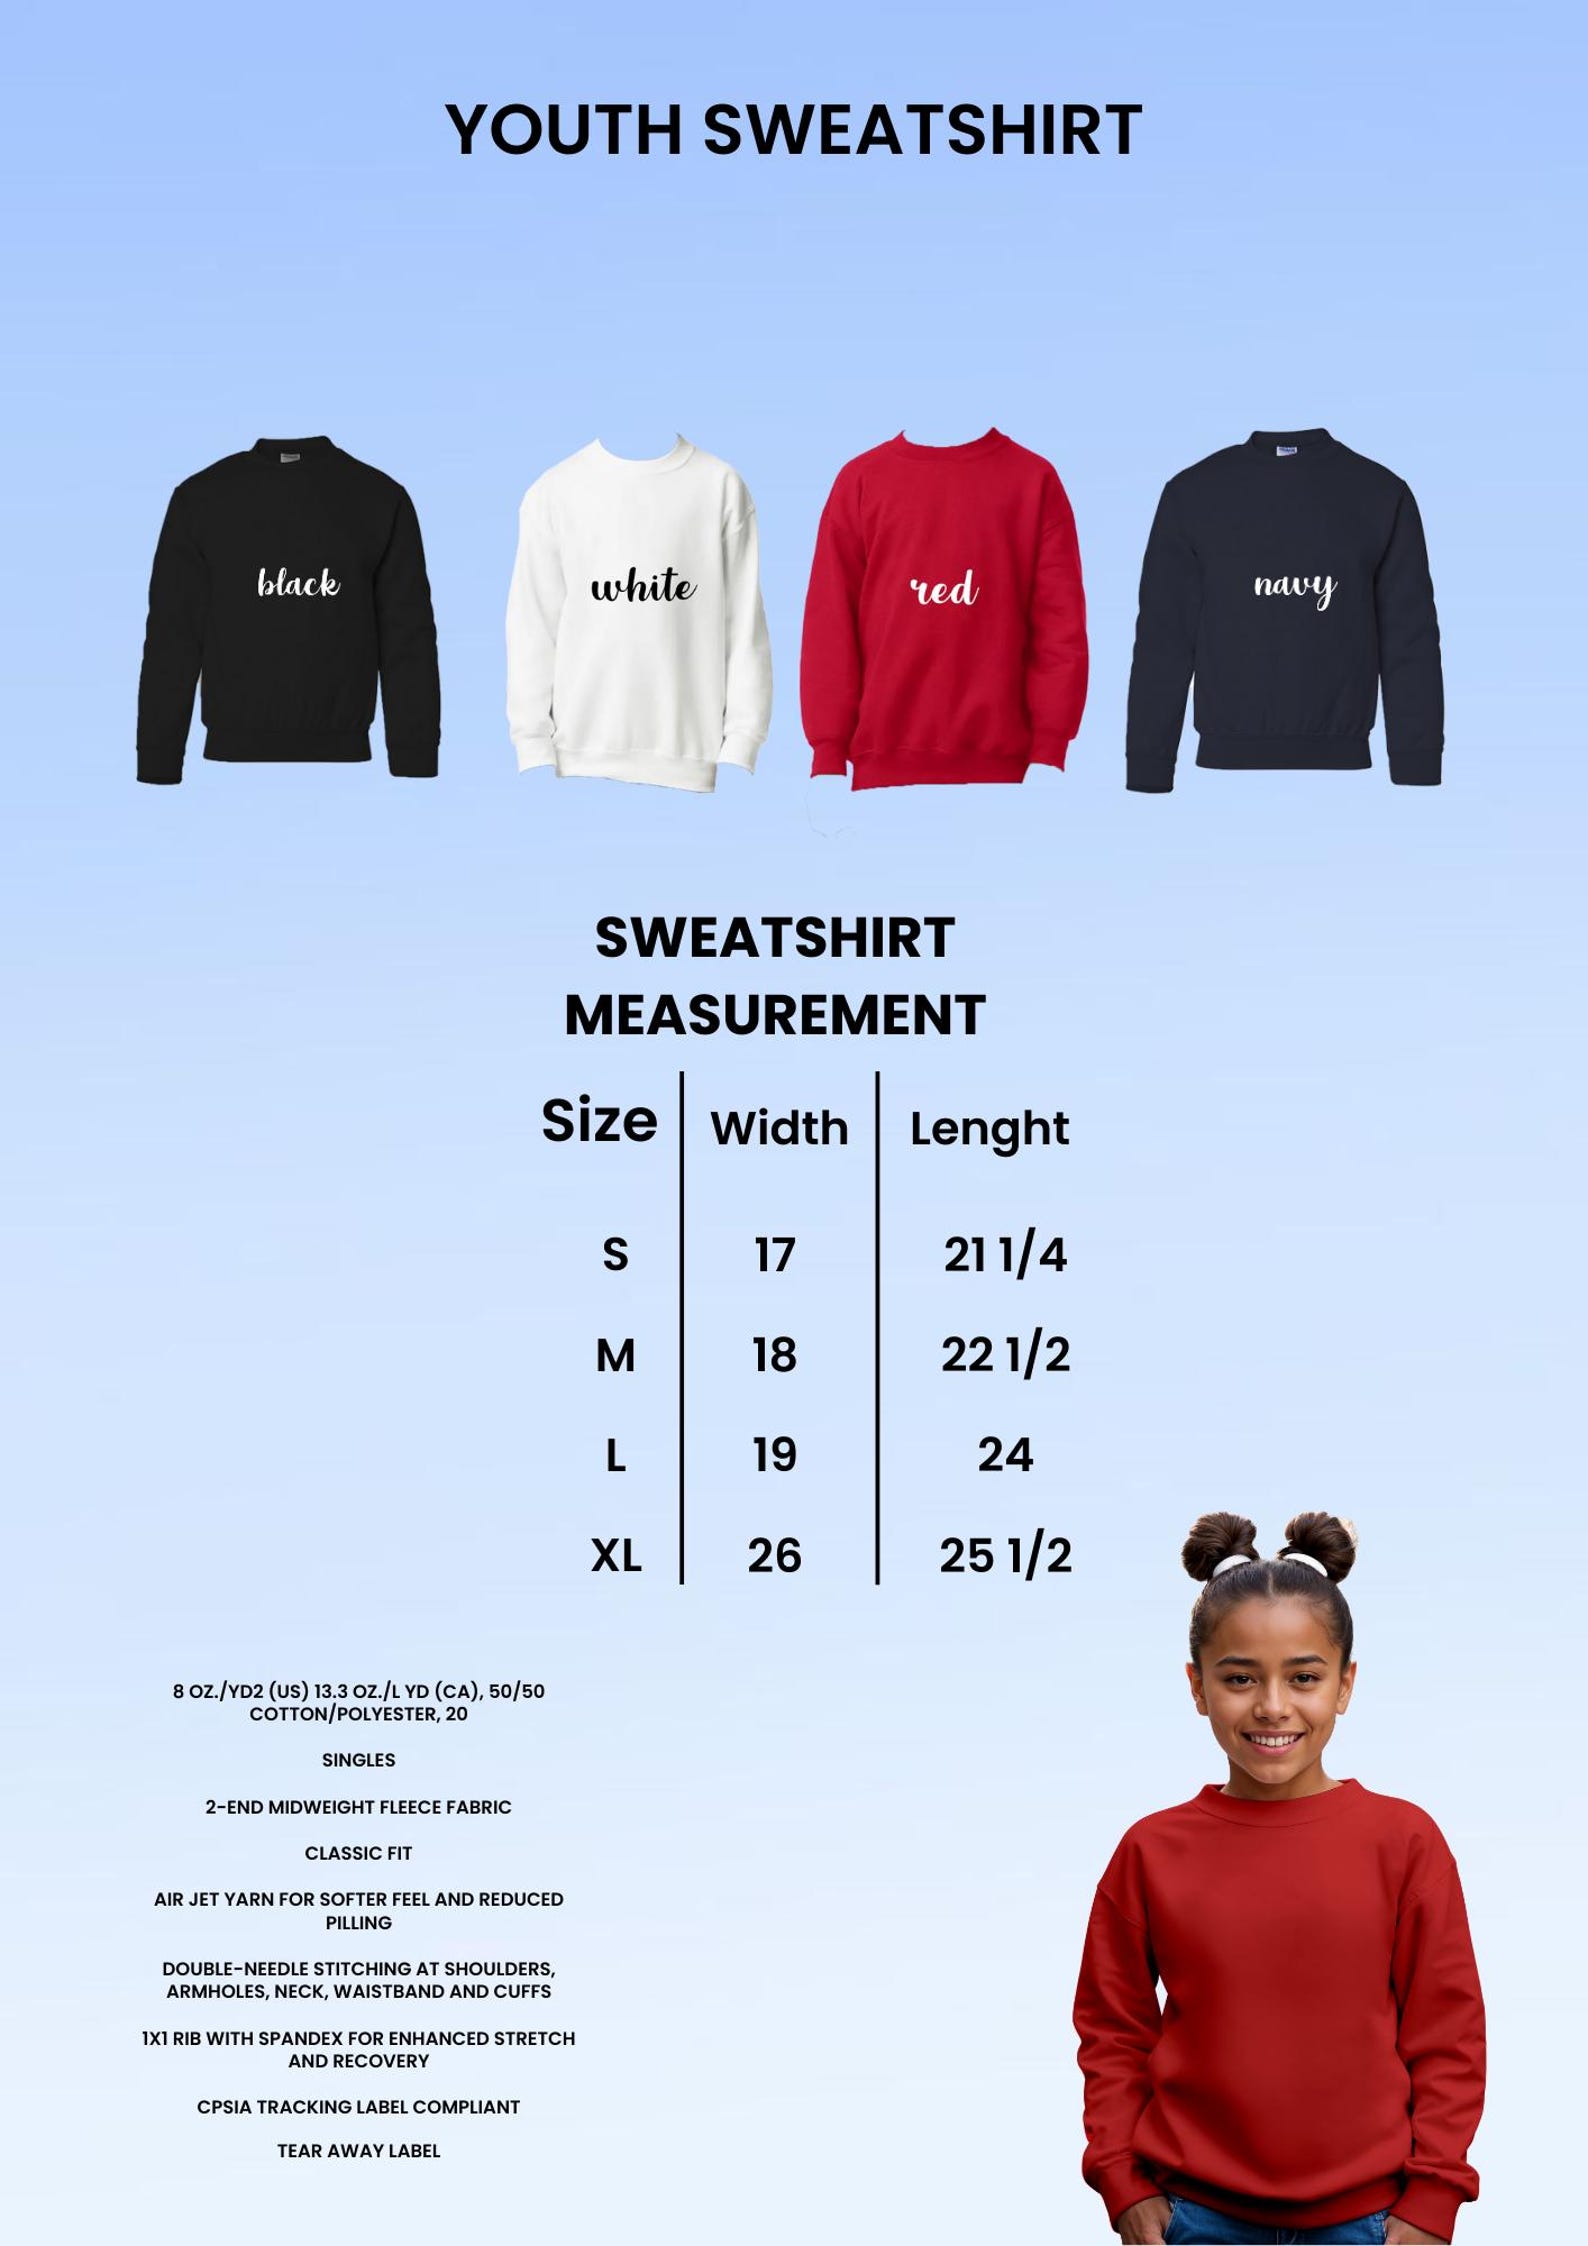 YOUTH SWEATSHIRT
black
white
red
navy
SWEATSHIRT
MEASUREMENT
Size Width Lenght
S 17 21 1/4
M 18 22 1/2
L 19 24
XL 26 25 1/2
8 OZ./YD2 (US) 13.3 OZ./L YD (CA), 50/50
COTTON/POLYESTER, 20
SINGLES
2-END MIDWEIGHT FLEECE FABRIC
CLASSIC FIT
AIR JET YARN FOR SOFTER FEEL AND REDUCED
PILLING
DOUBLE-NEEDLE STITCHING AT SHOULDERS,
ARMHOLES, NECK, WAISTBAND AND CUFFS
1X1 RIB WITH SPANDEX FOR ENHANCED STRETCH
AND RECOVERY
CPSIA TRACKING LABEL COMPLIANT
TEAR AWAY LABEL